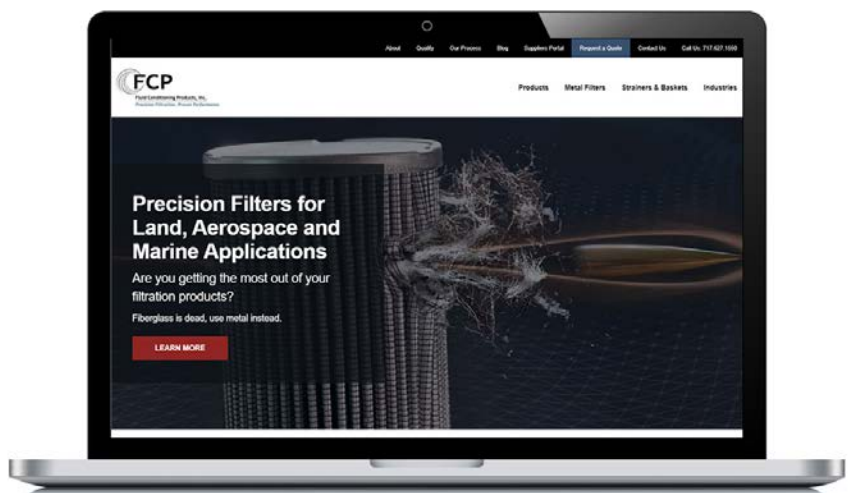 About Quality Our Process Blog Suppliers Portal Request a Quote Contact Us Call Us: 717.627.1550
FCP
Fluid Conditioning Products, Inc.
Precision Filtration. Proven Performance.
Products Metal Filters Strainers & Baskets Industries
Precision Filters for
Land, Aerospace and
Marine Applications
Are you getting the most out of your
filtration products?
Fiberglass is dead, use metal instead.
LEARN MORE